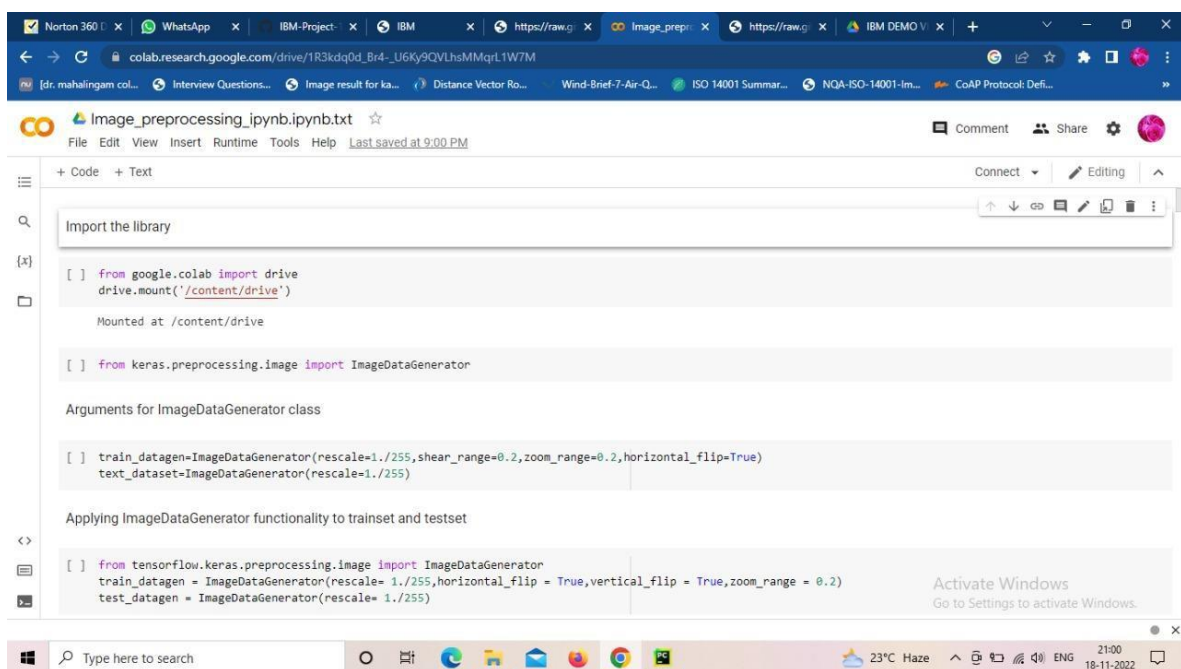 Norton 360 D
WhatsApp
IBM-Project-1
IBM
https://raw.gi
Image_prepro
https://raw.gi
IBM DEMO VI
colab.research.google.com/drive/1R3kdq0d_Br4-_U6Ky9QVLhsMMqrL1W7M
[dr. mahalingam col...
Interview Questions...
Image result for ka...
Distance Vector Ro...
Wind-Brief-7-Air-Q...
ISO 14001 Summar...
NQA-ISO-14001-Im...
CoAP Protocol: Defi...
CO
Image_preprocessing_ipynb.ipynb.txt
File Edit View Insert Runtime Tools Help Last saved at 9:00 PM
Comment
Share
+ Code + Text
Connect
Editing
Import the library
{x}
[ ] from google.colab import drive
drive.mount('/content/drive')
Mounted at /content/drive
[ ] from keras.preprocessing.image import ImageDataGenerator
Arguments for ImageDataGenerator class
[ ] train_datagen=ImageDataGenerator(rescale=1./255,shear_range=0.2,zoom_range=0.2,horizontal_flip=True)
text_dataset=ImageDataGenerator(rescale=1./255)
Applying ImageDataGenerator functionality to trainset and testset
[ ] from tensorflow.keras.preprocessing.image import ImageDataGenerator
train_datagen = ImageDataGenerator(rescale= 1./255,horizontal_flip = True,vertical_flip = True,zoom_range = 0.2)
test_datagen = ImageDataGenerator(rescale= 1./255)
Activate Windows
Go to Settings to activate Windows.
Type here to search
23°C Haze
ENG
21:00
18-11-2022